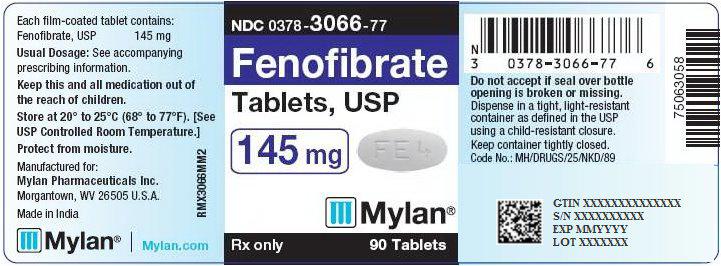 Each film-coated tablet contains:
Fenofibrate, USP 145 mg
Usual Dosage: See accompanying
prescribing information.
Keep this and all medication out of
the reach of children.
Store at 20° to 25°C (68° to 77°F). [See
USP Controlled Room Temperature.]
Protect from moisture.
Manufactured for:
Mylan Pharmaceuticals Inc.
Morgantown, WV 26505 U.S.A.
Made in India
Mylan® Mylan.com
RMX3066MM2
NDC 0378-3066-77
Fenofibrate
Tablets, USP
145 mg
FE4
Mylan®
Rx only 90 Tablets
N
3 0378-3066-77 6
Do not accept if seal over bottle
opening is broken or missing.
Dispense in a tight, light-resistant
container as defined in the USP
using a child-resistant closure.
Keep container tightly closed.
Code No.: MH/DRUGS/25/NKD/89
75063058
GTIN XXXXXXXXXXXXXX
S/N XXXXXXXXXX
EXP MMYYYY
LOT XXXXXXX